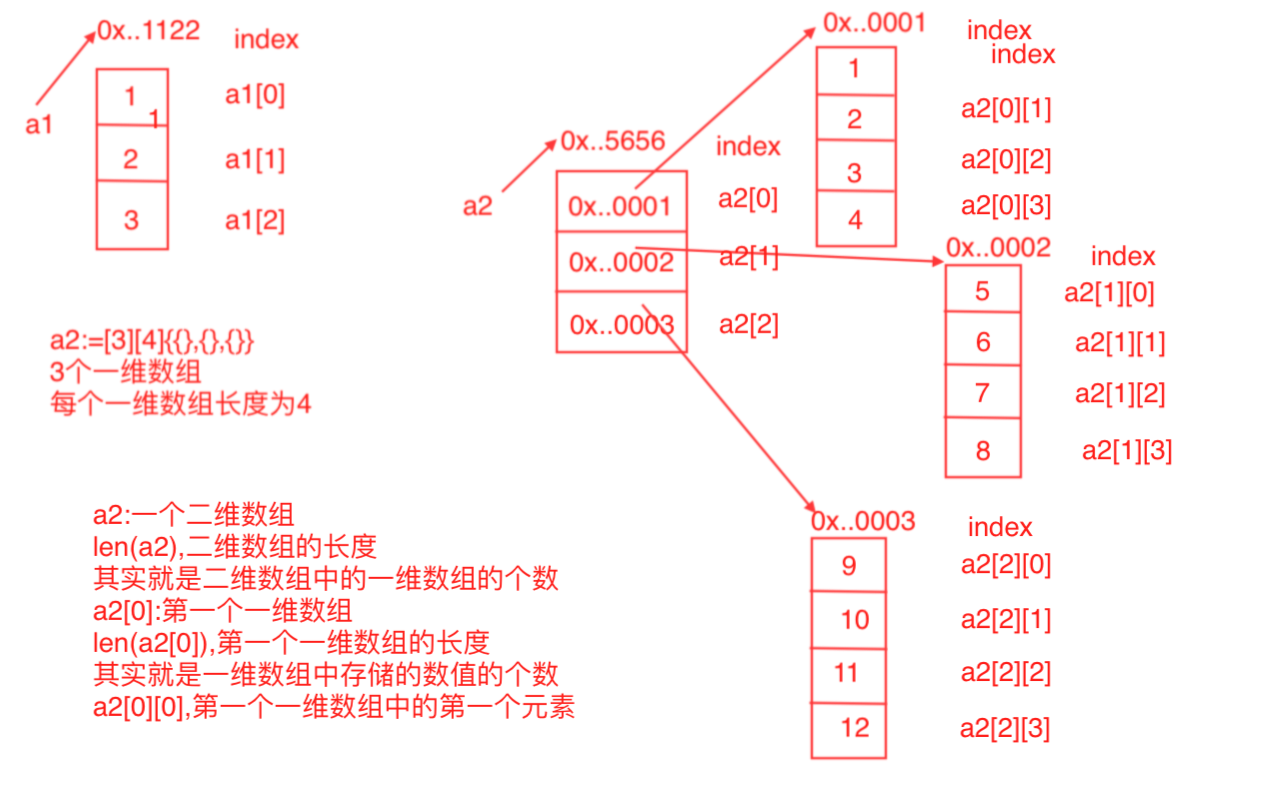 0x..1122
index
a1
1
1
a1[0]
2
a1[1]
3
a1[2]
a2:=[3][4]{{},{},{}}
3个一维数组
每个一维数组长度为4
a2:一个二维数组
len(a2),二维数组的长度
其实就是二维数组中的一维数组的个数
a2[0]:第一个一维数组
len(a2[0]),第一个一维数组的长度
其实就是一维数组中存储的数值的个数
a2[0][0],第一个一维数组中的第一个元素
0x..5656
index
a2
0x..0001
a2[0]
0x..0002
a2[1]
0x..0003
a2[2]
0x..0001
index
index
1
2
a2[0][1]
3
a2[0][2]
4
a2[0][3]
0x..0002
index
5
a2[1][0]
6
a2[1][1]
7
a2[1][2]
8
a2[1][3]
0x..0003
index
9
a2[2][0]
10
a2[2][1]
11
a2[2][2]
12
a2[2][3]